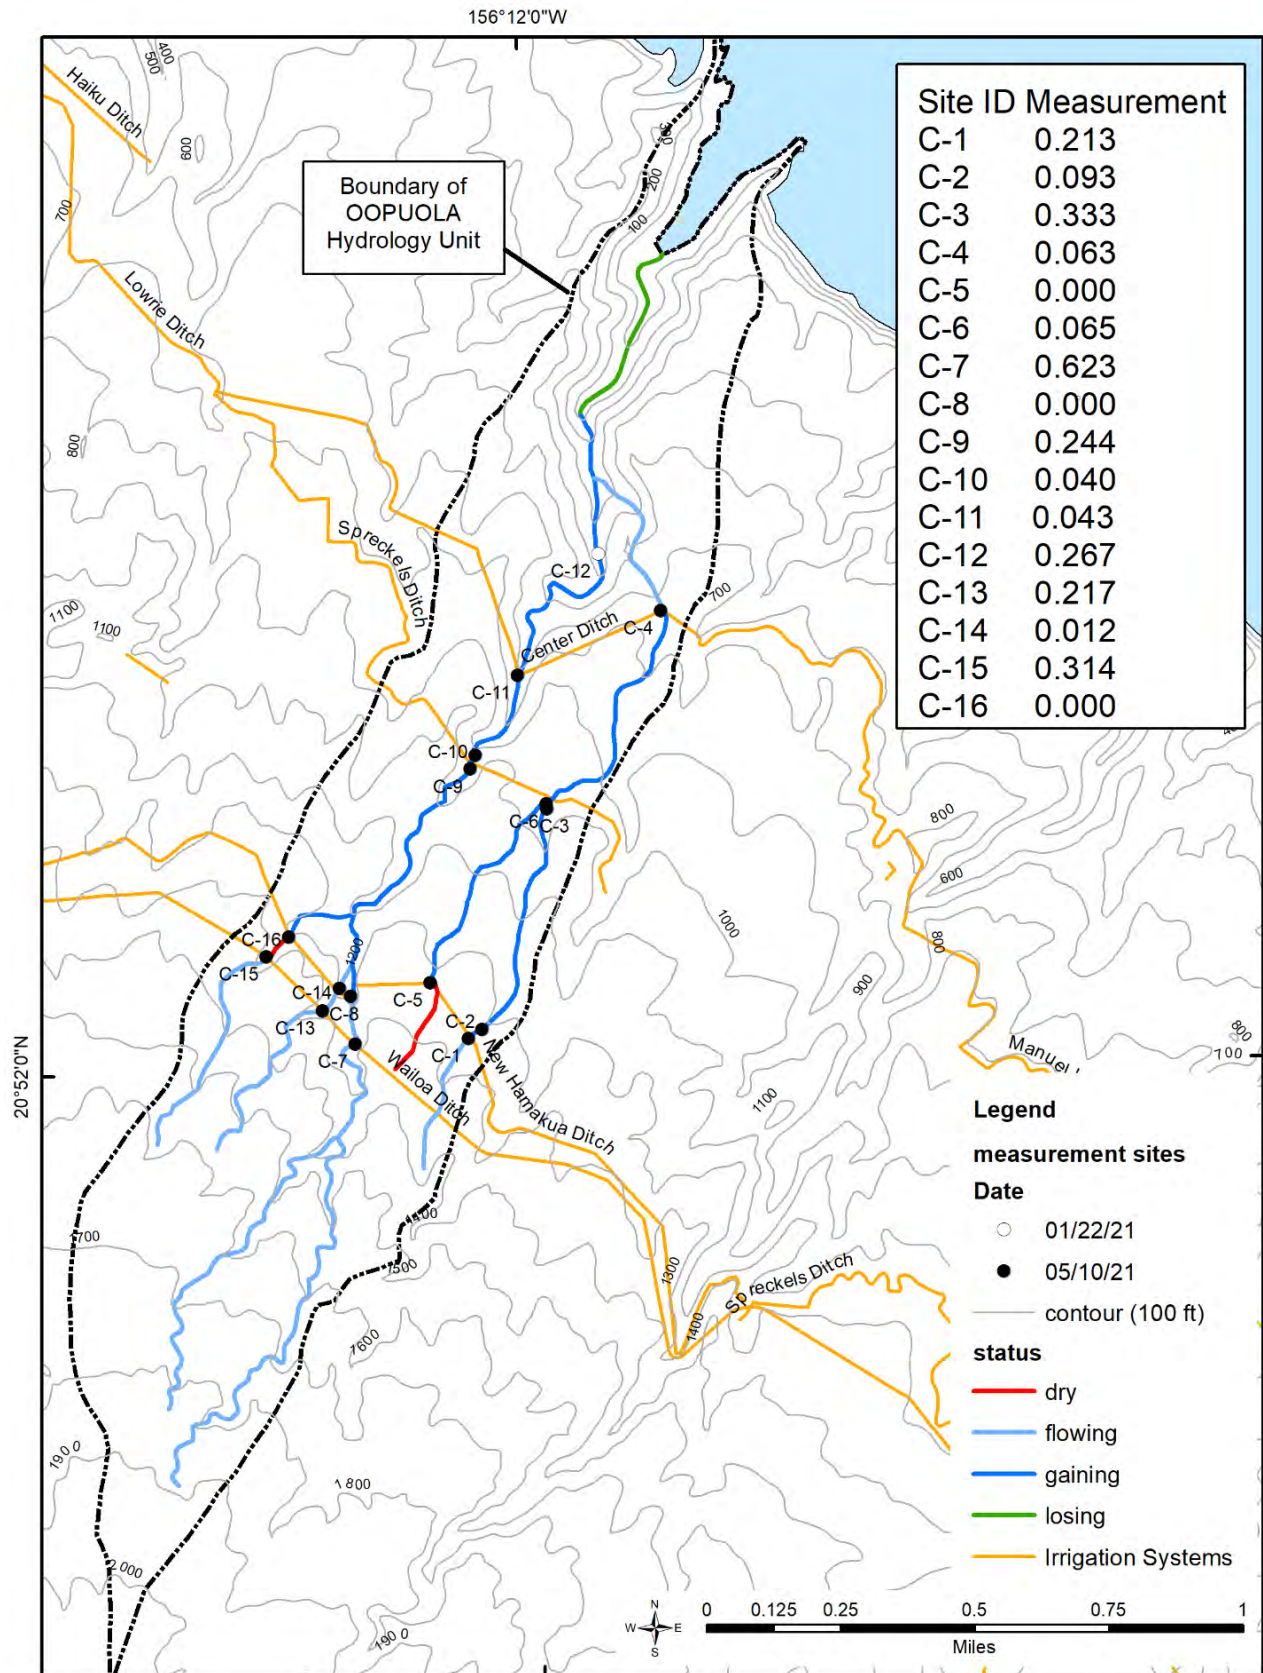 156°12'0"W
400
500
Haiku Ditch
600
300
200
100
700
Boundary of
OOPUOLA
Hydrology Unit
Site ID Measurement
C-1 0.213
C-2 0.093
C-3 0.333
C-4 0.063
C-5 0.000
C-6 0.065
C-7 0.623
C-8 0.000
C-9 0.244
C-10 0.040
C-11 0.043
C-12 0.267
C-13 0.217
C-14 0.012
C-15 0.314
C-16 0.000
Lowrie Ditch
800
Spreckels Ditch
C-12
700
1100
1100
Center Ditch
C-4
C-11
C-10
C-9
C-6
C-3
800
600
1000
800
900
C-16
1200
C-15
C-14
C-5
C-13
C-8
C-2
C-1
C-7
Wailoa Ditch
New Hamakua Ditch
20°52'0"N
Manuel
800
700
1100
1700
1400
1500
1300
Spreckels Ditch
1400
1600
1900
1800
2000
1900
Legend
measurement sites
Date
01/22/21
05/10/21
contour (100 ft)
status
dry
flowing
gaining
losing
Irrigation Systems
N
W E
S
0 0.125 0.25 0.5 0.75 1
Miles